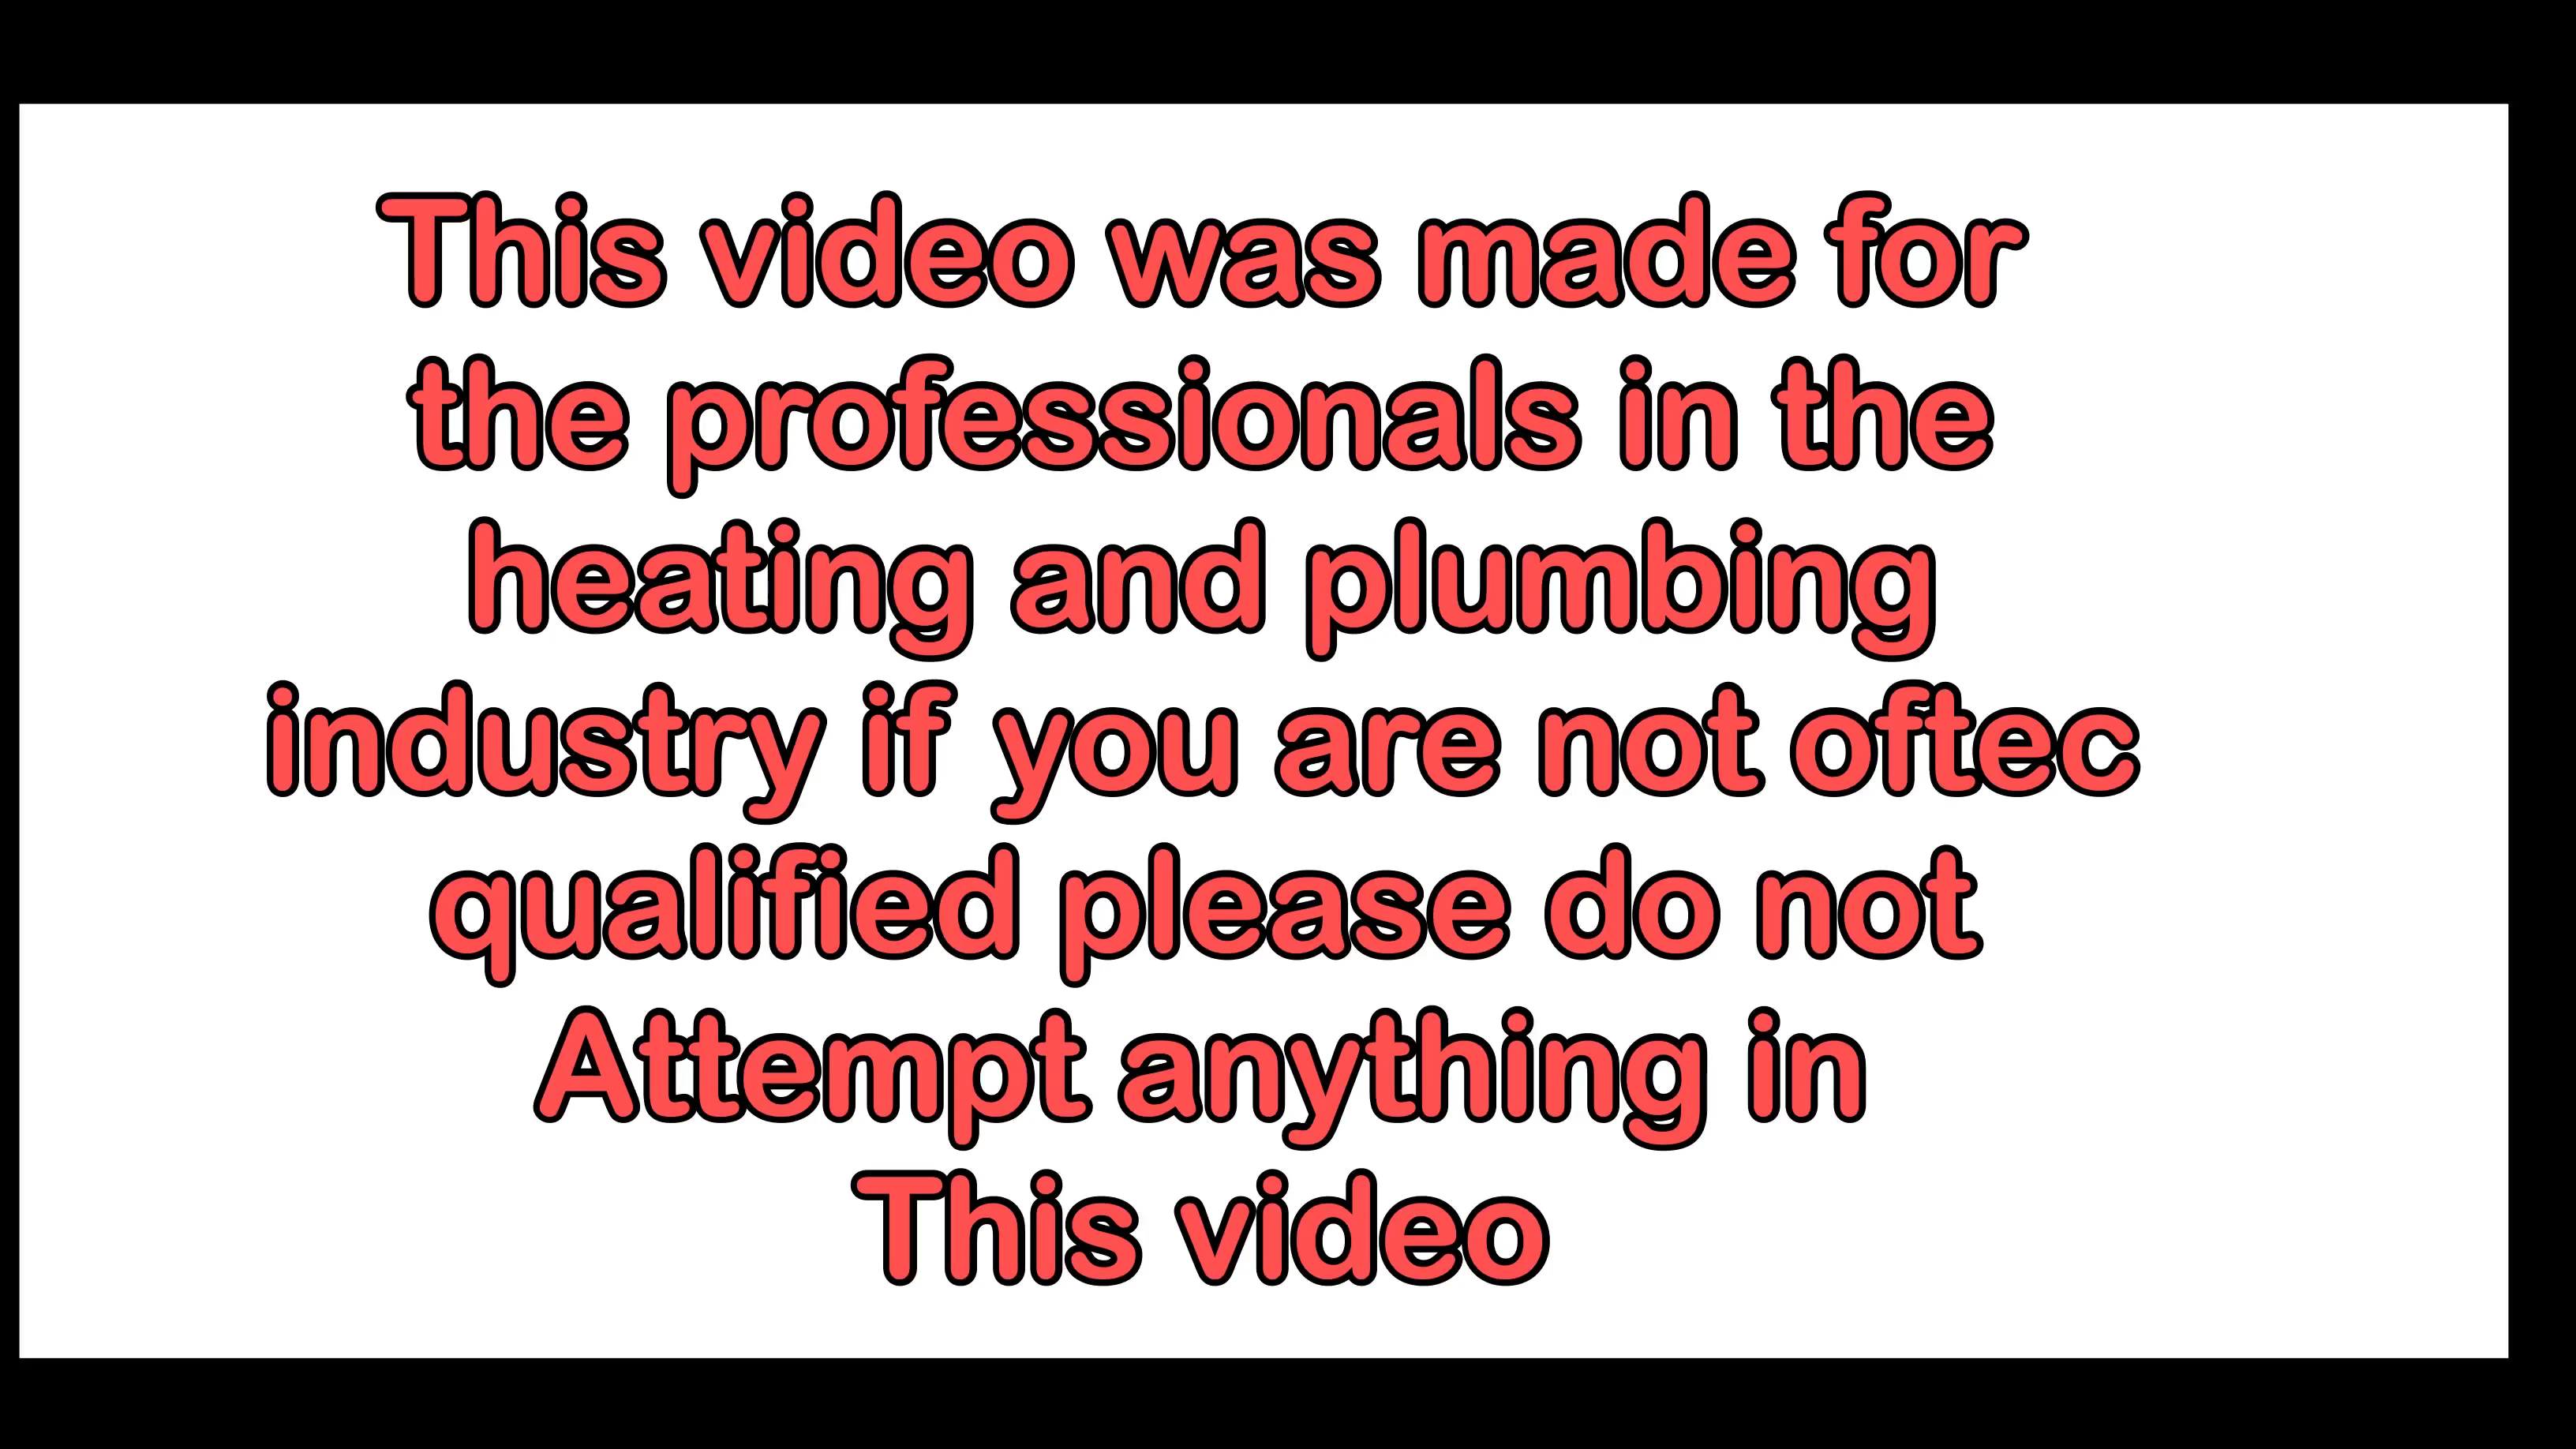 This video was made for
the professionals in the
heating and plumbing
industry if you are not oftec
qualified please do not
Attempt anything in
This video